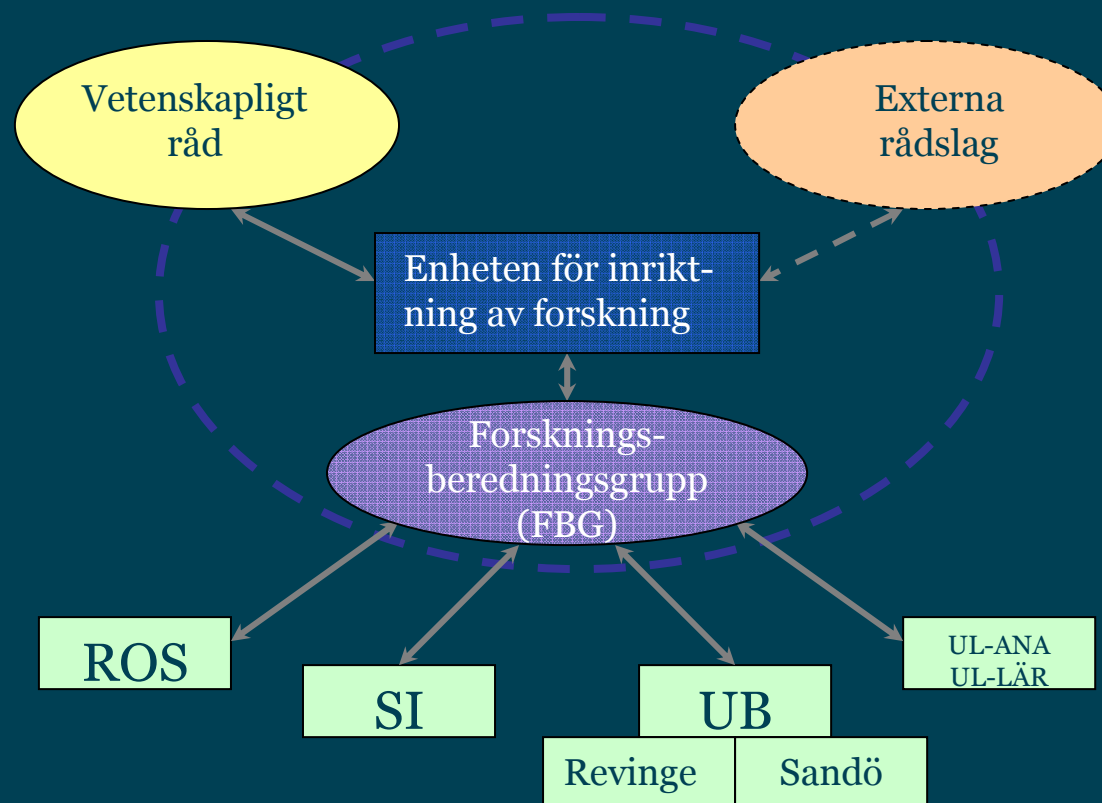 Vetenskapligt
råd
Externa
rådslag
Enheten för inrikt-
ning av forskning
Forsknings-
beredningsgrupp
(FBG)
ROS
SI
UB
UL-ANA
UL-LÄR
Revinge
Sandö